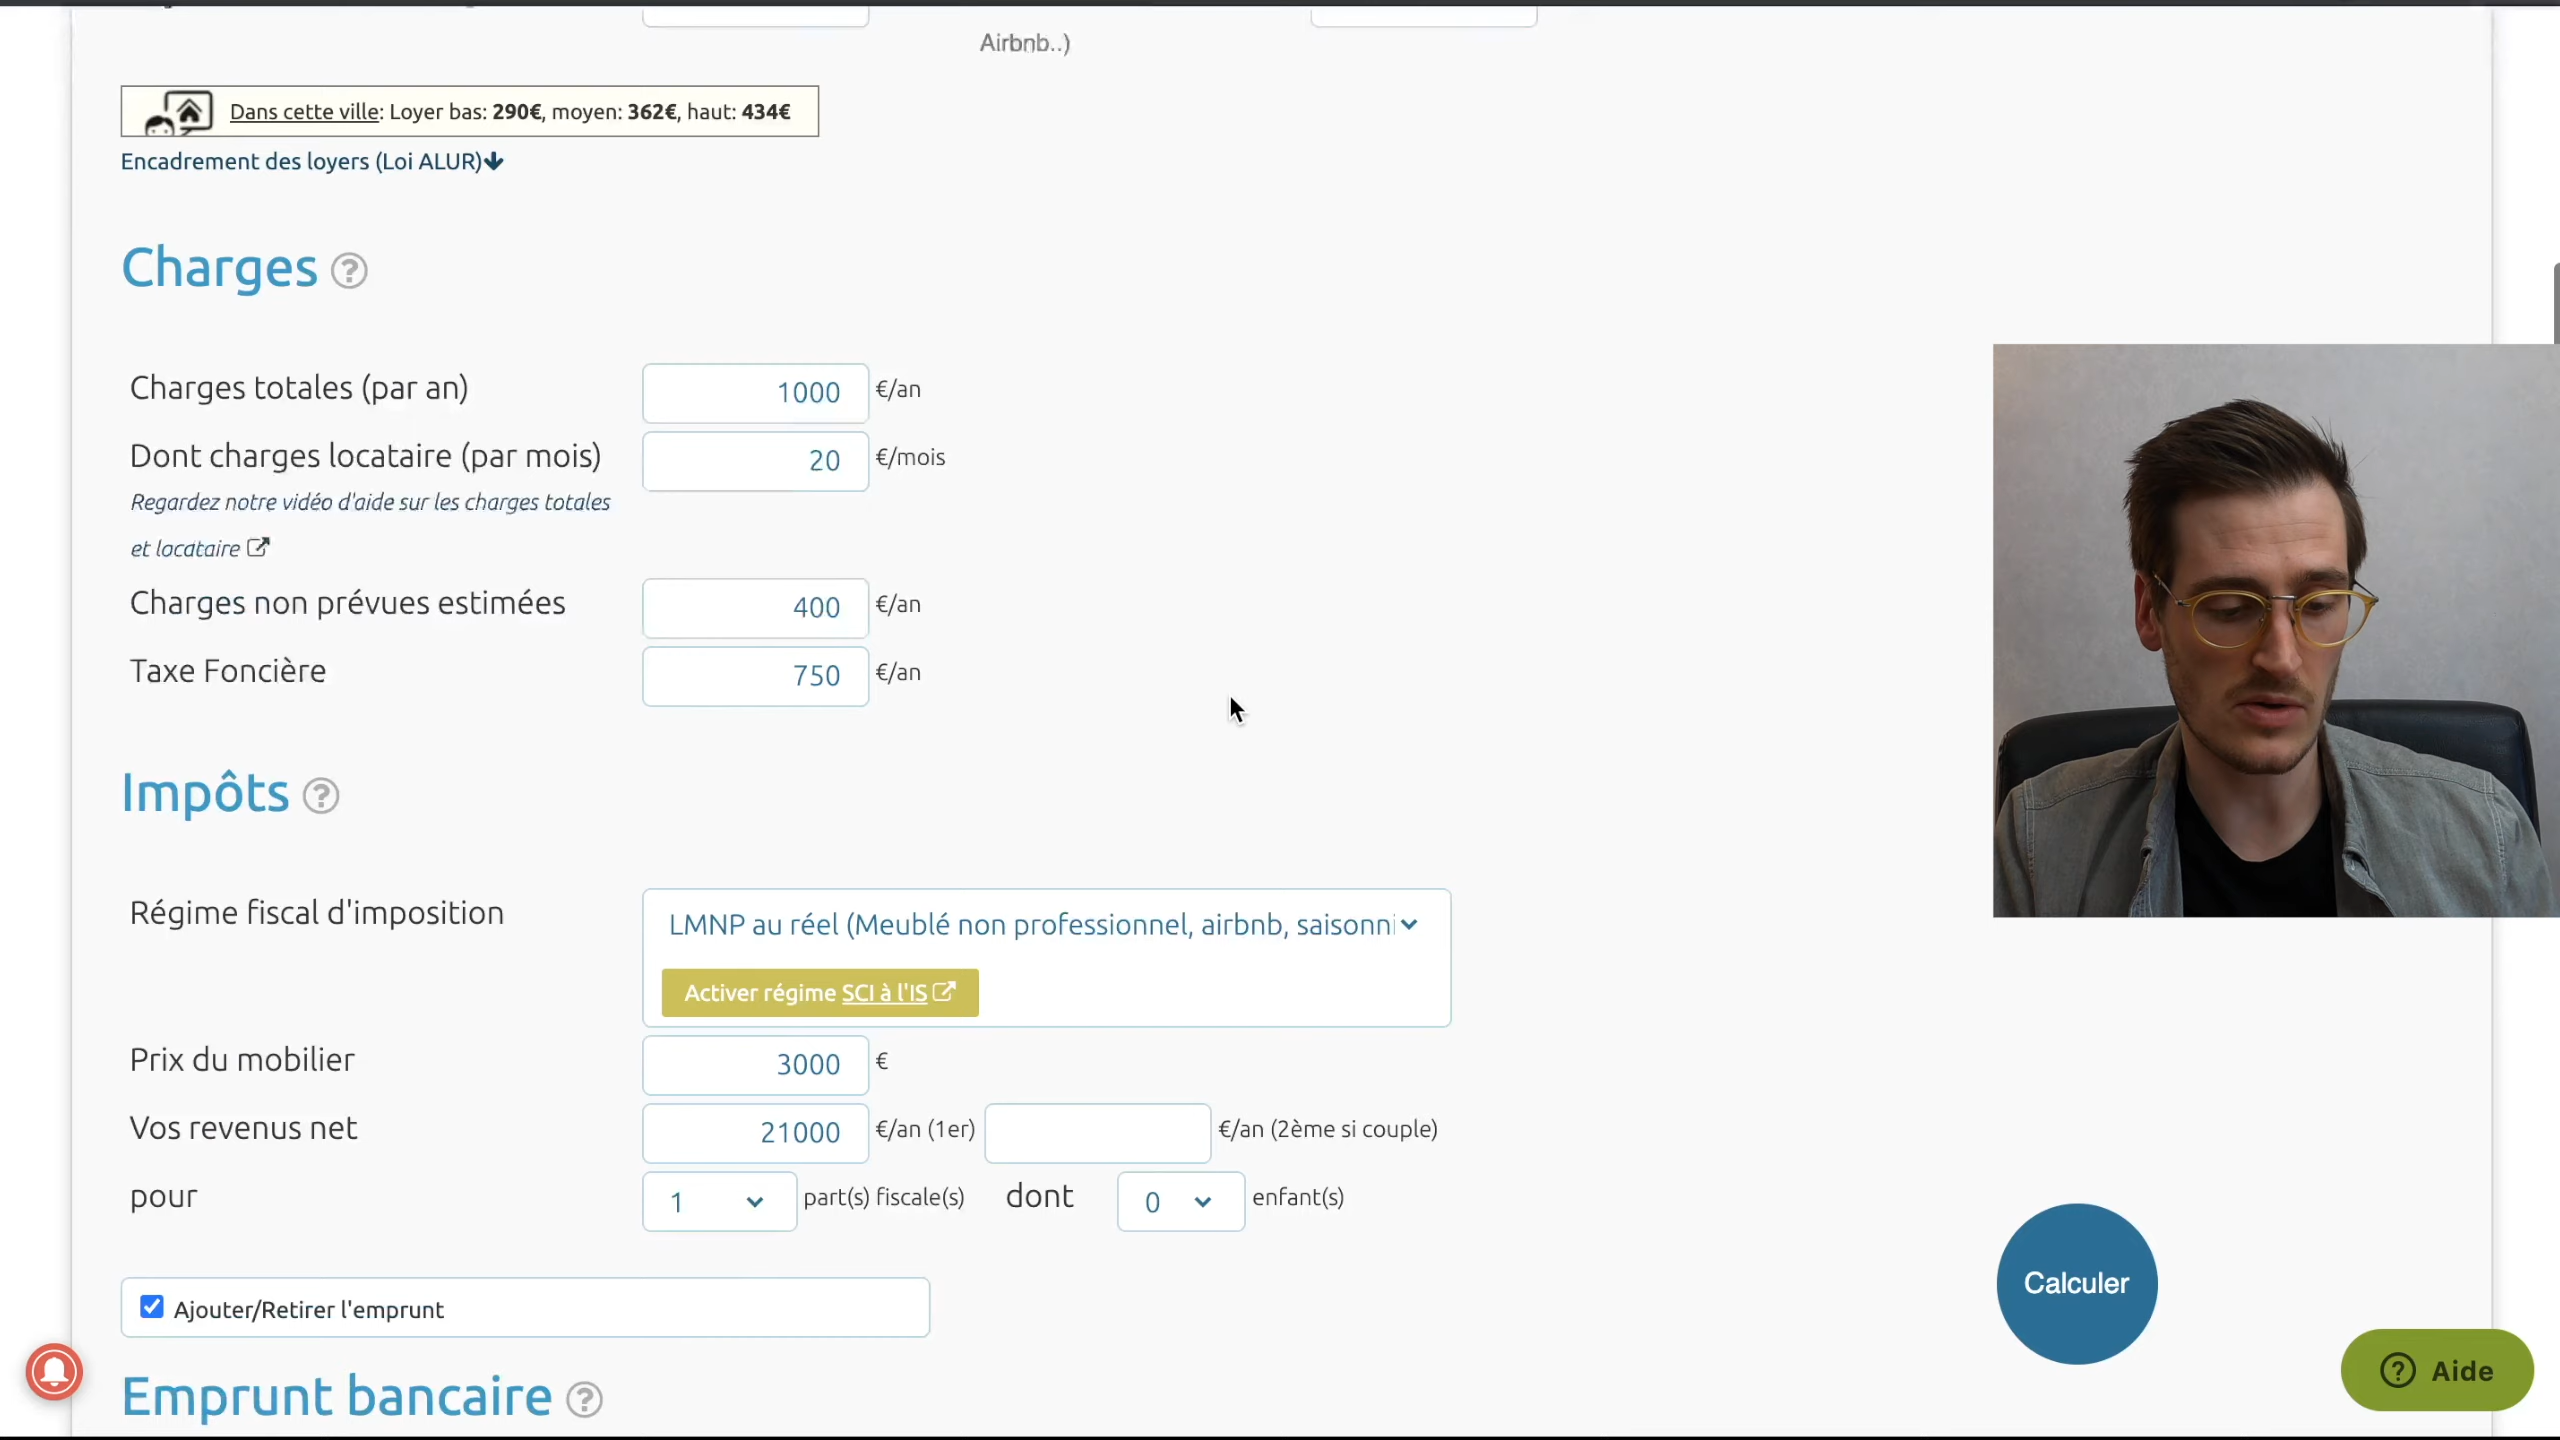 Airbnb..)
Dans cette ville: Loyer bas: 290€, moyen: 362€, haut: 434€
Encadrement des loyers (Loi ALUR)
Charges
Charges totales (par an) 1000 €/an
Dont charges locataire (par mois) 20 €/mois
Regardez notre vidéo d'aide sur les charges totales
et locataire
Charges non prévues estimées 400 €/an
Taxe Foncière 750 €/an
Impôts
Régime fiscal d'imposition LMNP au réel (Meublé non professionnel, airbnb, saisonni
Activer régime SCI à l'IS
Prix du mobilier 3000 €
Vos revenus net 21000 €/an (1er) €/an (2ème si couple)
pour 1 part(s) fiscale(s) dont 0 enfant(s)
Ajouter/Retirer l'emprunt
Calculer
Aide
Emprunt bancaire